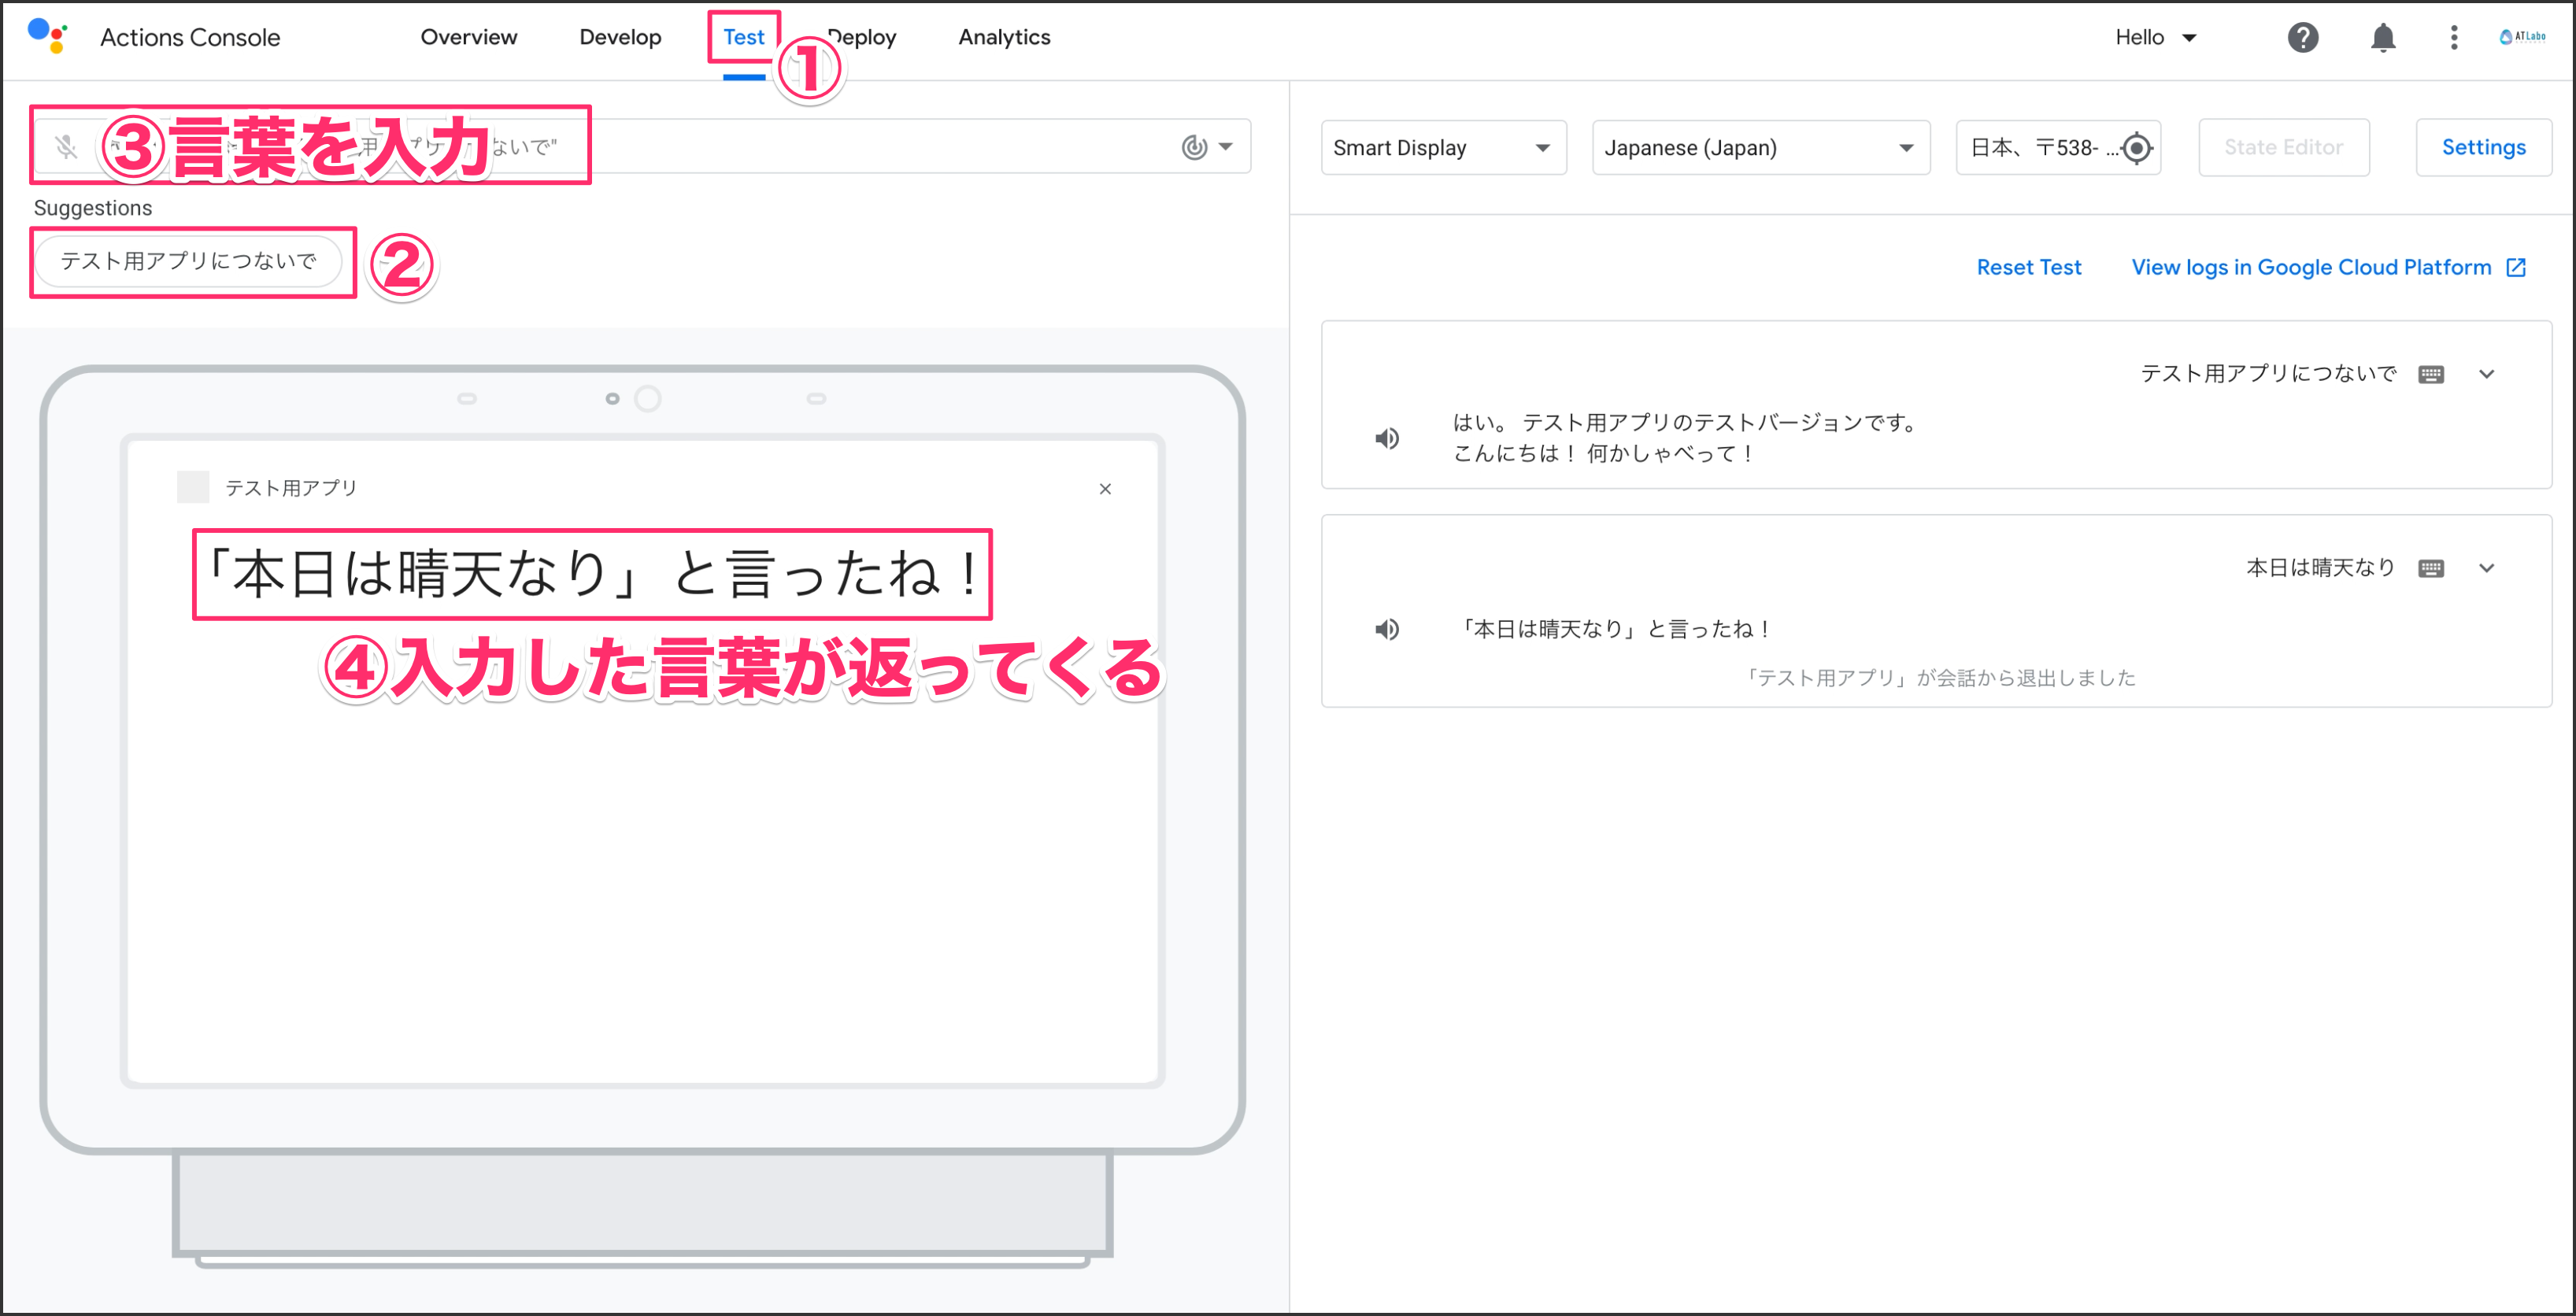 Actions Console
Overview
Develop
Test
Deploy
Analytics
Hello
ATLabo
①
③言葉を入力
ないで"
Smart Display
Japanese (Japan)
日本、〒538- ...
State Editor
Settings
Suggestions
テスト用アプリにつないで
②
Reset Test
View logs in Google Cloud Platform
テスト用アプリにつないで
はい。 テスト用アプリのテストバージョンです。
こんにちは！ 何かしゃべって！
本日は晴天なり
「本日は晴天なり」と言ったね！
「テスト用アプリ」が会話から退出しました
テスト用アプリ
「本日は晴天なり」と言ったね！
④入力した言葉が返ってくる